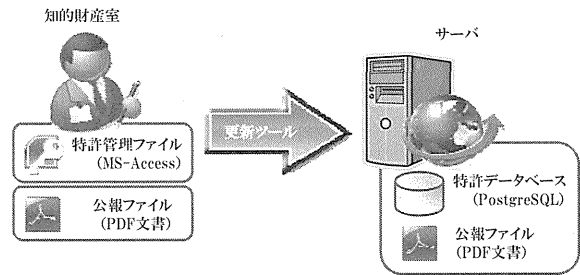 知的財産室
特許管理ファイル
(MS-Access)
公報ファイル
(PDF文書)
更新ツール
サーバ
特許データベース
(PostgreSQL)
公報ファイル
(PDF文書)